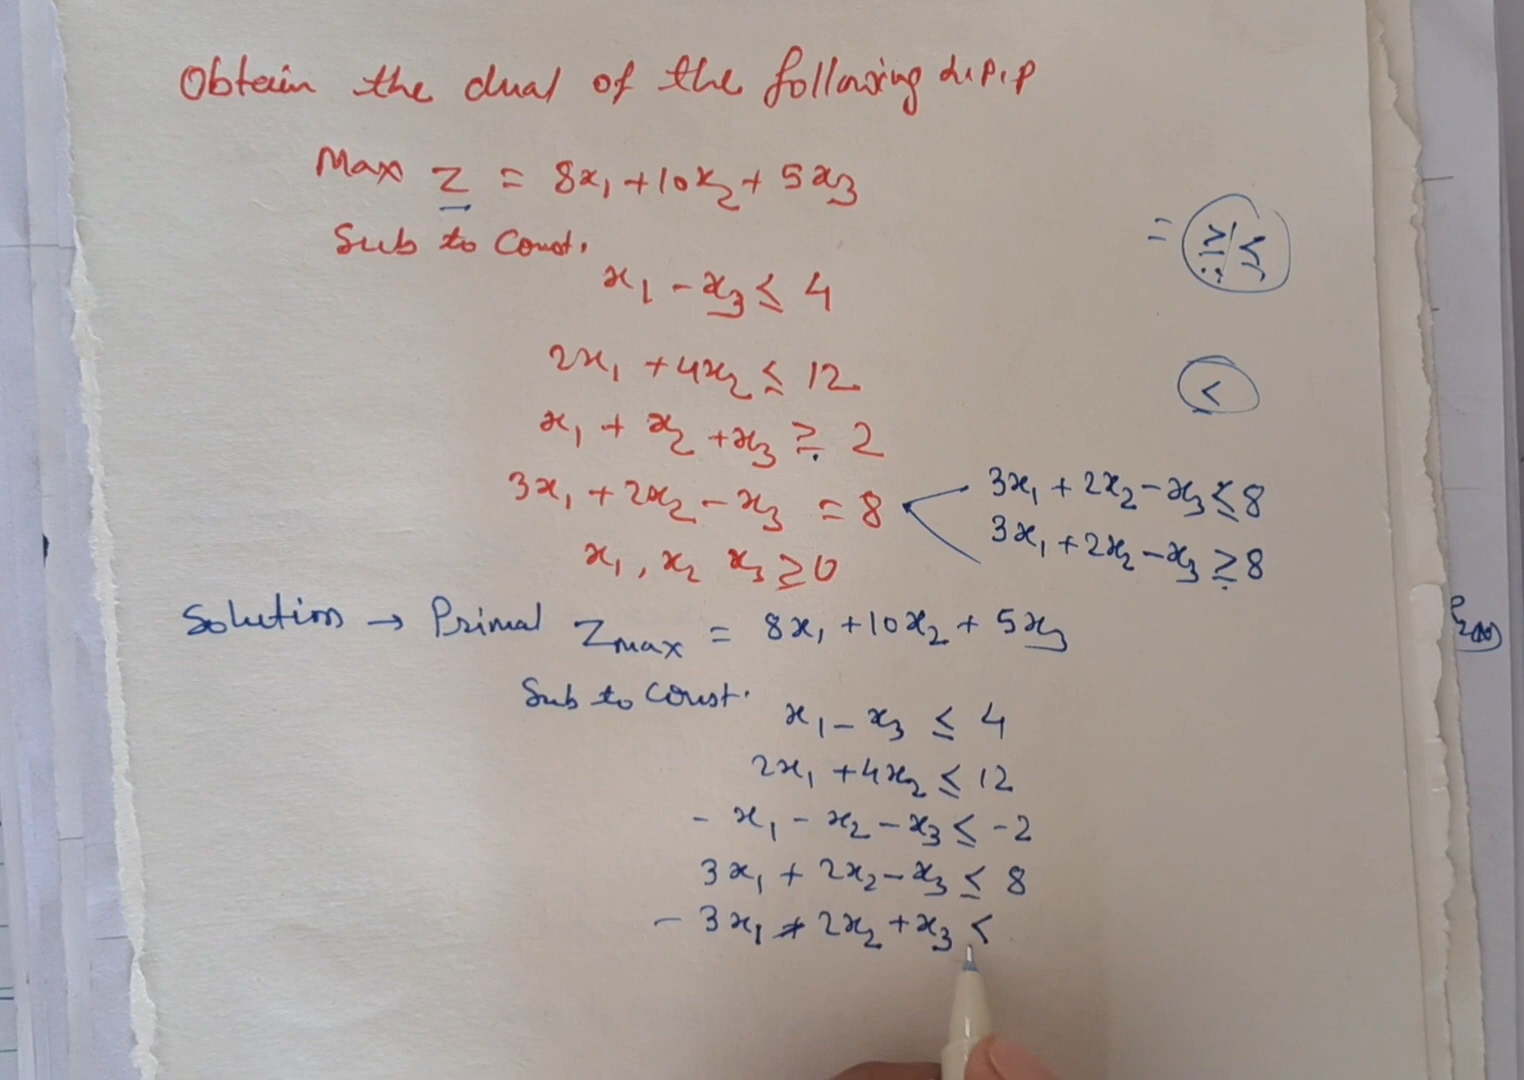 Obtain the dual of the following L.P.P
Max Z = 8x₁ + 10x₂ + 5x₃
Sub to Const.
x₁ - x₃ ≤ 4
= ≥/≤
2x₁ + 4x₂ ≤ 12
<
x₁ + x₂ + x₃ ≥ 2
3x₁ + 2x₂ - x₃ = 8
3x₁ + 2x₂ - x₃ ≤ 8
3x₁ + 2x₂ - x₃ ≥ 8
x₁, x₂ x₃ ≥ 0
Solution → Primal Zmax = 8x₁ + 10x₂ + 5x₃
Sub to Const.
x₁ - x₃ ≤ 4
2x₁ + 4x₂ ≤ 12
- x₁ - x₂ - x₃ ≤ -2
3x₁ + 2x₂ - x₃ ≤ 8
- 3x₁ - 2x₂ + x₃ <